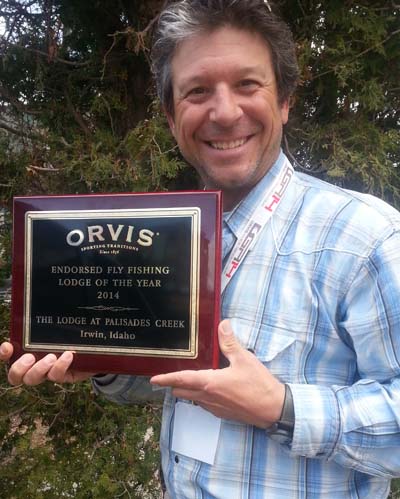 ORVIS®
SPORTING TRADITIONS
Since 1856
ENDORSED FLY FISHING
LODGE OF THE YEAR
2014
THE LODGE AT PALISADES CREEK
IRWIN, IDAHO